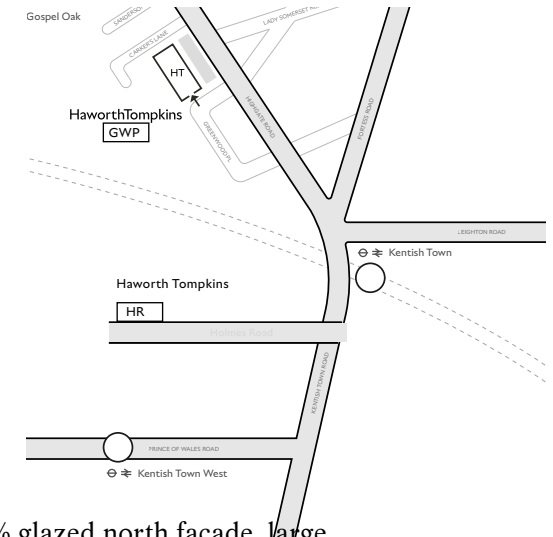 Gospel Oak
LADY SOMERSET
CARKER'S LANE
HT
HaworthTompkins
GWP
HIGHGATE ROAD
GREENWOOD PL
FORTESS ROAD
LEIGHTON ROAD
Kentish Town
Haworth Tompkins
HR
Holmes Road
KENTISH TOWN ROAD
PRINCE OF WALES ROAD
Kentish Town West
% glazed north facade, large